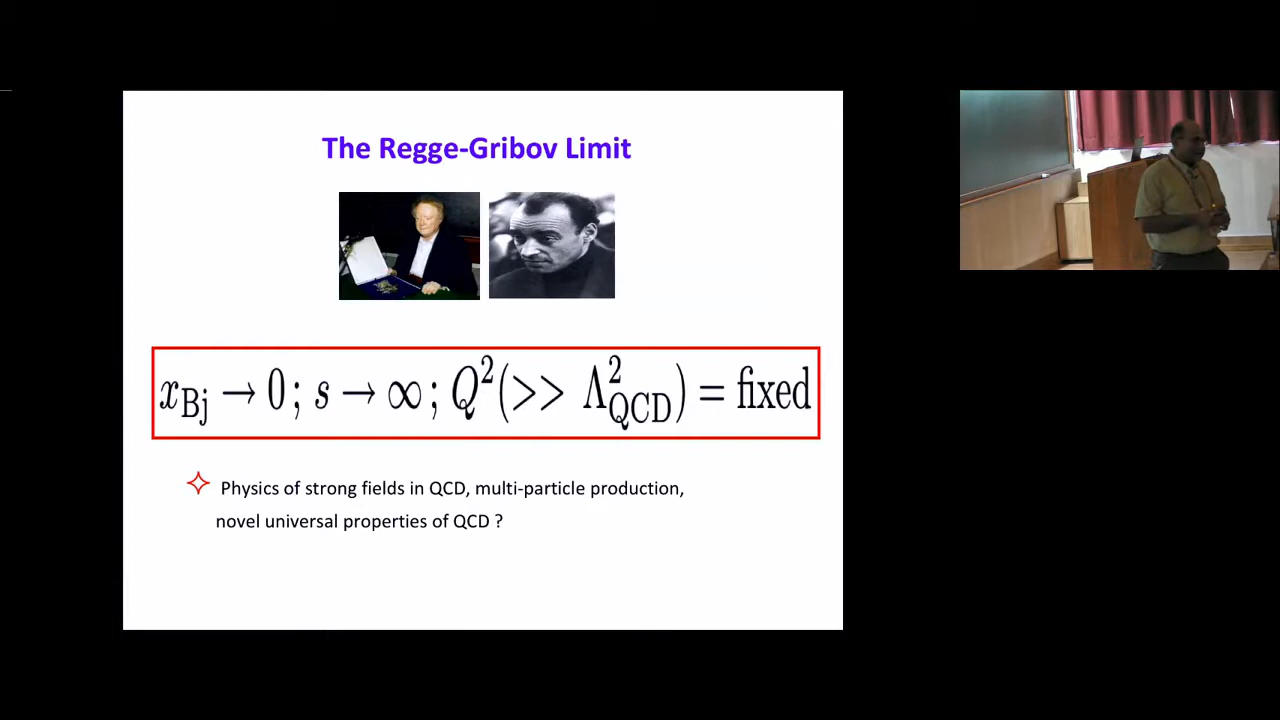 The Regge-Gribov Limit
x_Bj → 0 ; s → ∞ ; Q²(>> Λ²_QCD) = fixed
Physics of strong fields in QCD, multi-particle production,
novel universal properties of QCD ?